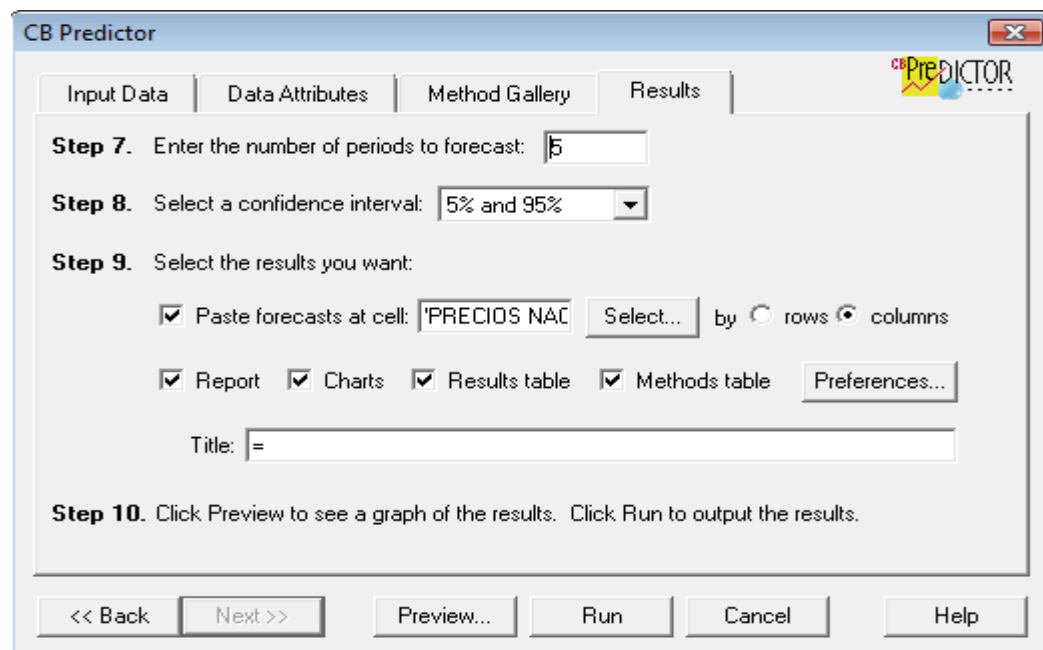 CB Predictor
CB PreDICTOR
Input Data Data Attributes Method Gallery Results
Step 7. Enter the number of periods to forecast: 5
Step 8. Select a confidence interval: 5% and 95%
Step 9. Select the results you want:
Paste forecasts at cell: 'PRECIOS NAC Select... by rows columns
Report Charts Results table Methods table Preferences...
Title: =
Step 10. Click Preview to see a graph of the results. Click Run to output the results.
<< Back Next >> Preview... Run Cancel Help